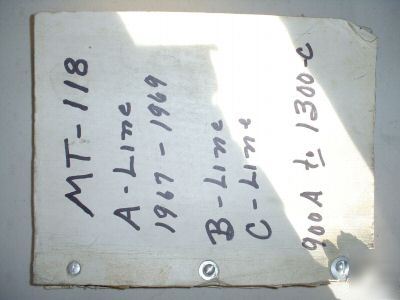 MT-118
A-Line
1967-1969
B-Line
C-Line
900A to 1300-C